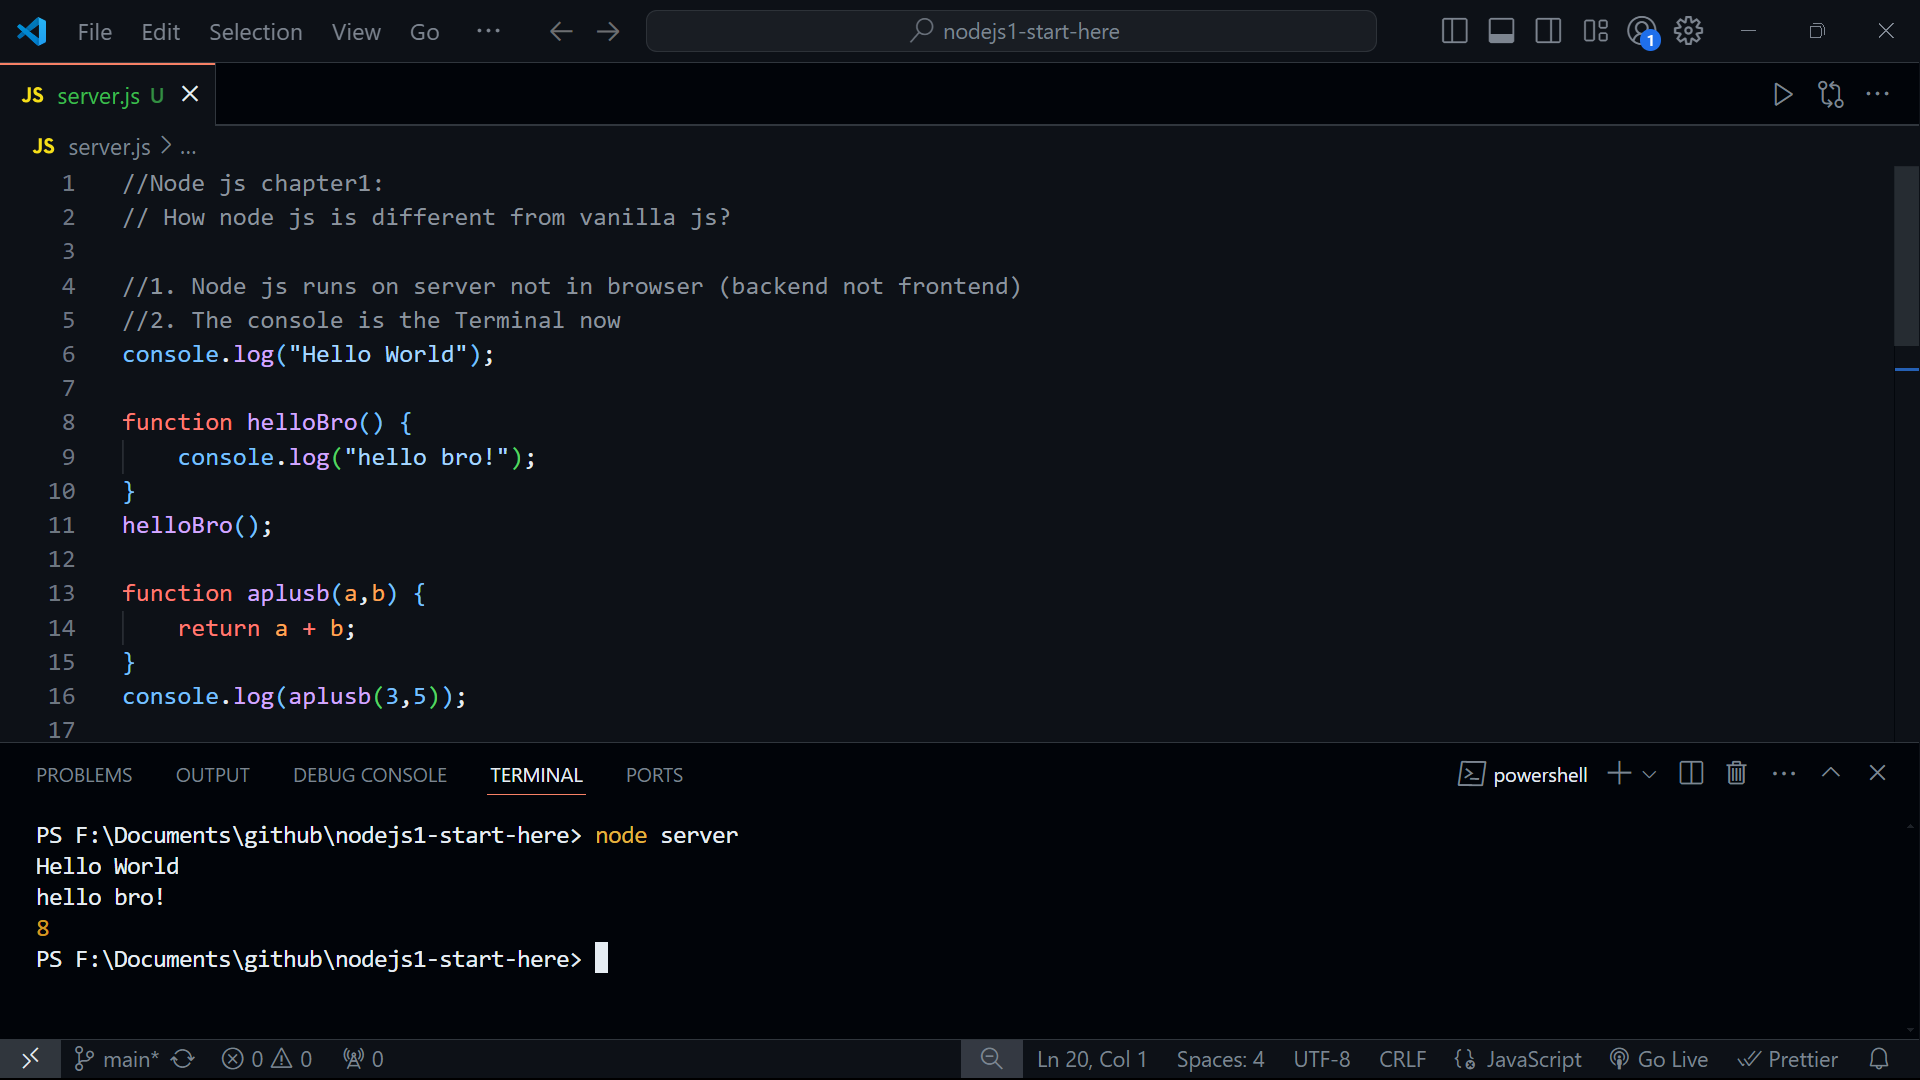 File Edit Selection View Go ··· nodejs1-start-here 1
JS server.js U
JS server.js > ...
1 //Node js chapter1:
2 // How node js is different from vanilla js?
3
4 //1. Node js runs on server not in browser (backend not frontend)
5 //2. The console is the Terminal now
6 console.log("Hello World");
7
8 function helloBro() {
9     console.log("hello bro!");
10 }
11 helloBro();
12
13 function aplusb(a,b) {
14     return a + b;
15 }
16 console.log(aplusb(3,5));
17
PROBLEMS OUTPUT DEBUG CONSOLE TERMINAL PORTS powershell
PS F:\Documents\github\nodejs1-start-here> node server
Hello World
hello bro!
8
PS F:\Documents\github\nodejs1-start-here>
main* 0 0 0 Ln 20, Col 1 Spaces: 4 UTF-8 CRLF JavaScript Go Live Prettier